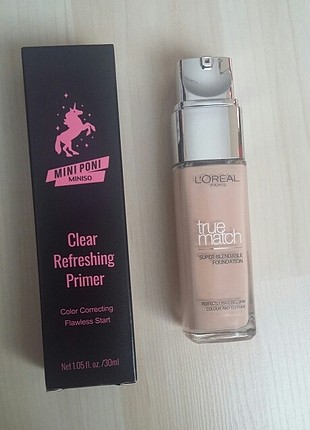 MINI PONI
MINISO
Clear
Refreshing
Primer
Color Correcting
Flawless Start
Net 1.05 fl. oz. /30ml
L'ORÉAL
PARIS
true
match
SUPER-BLENDABLE
FOUNDATION